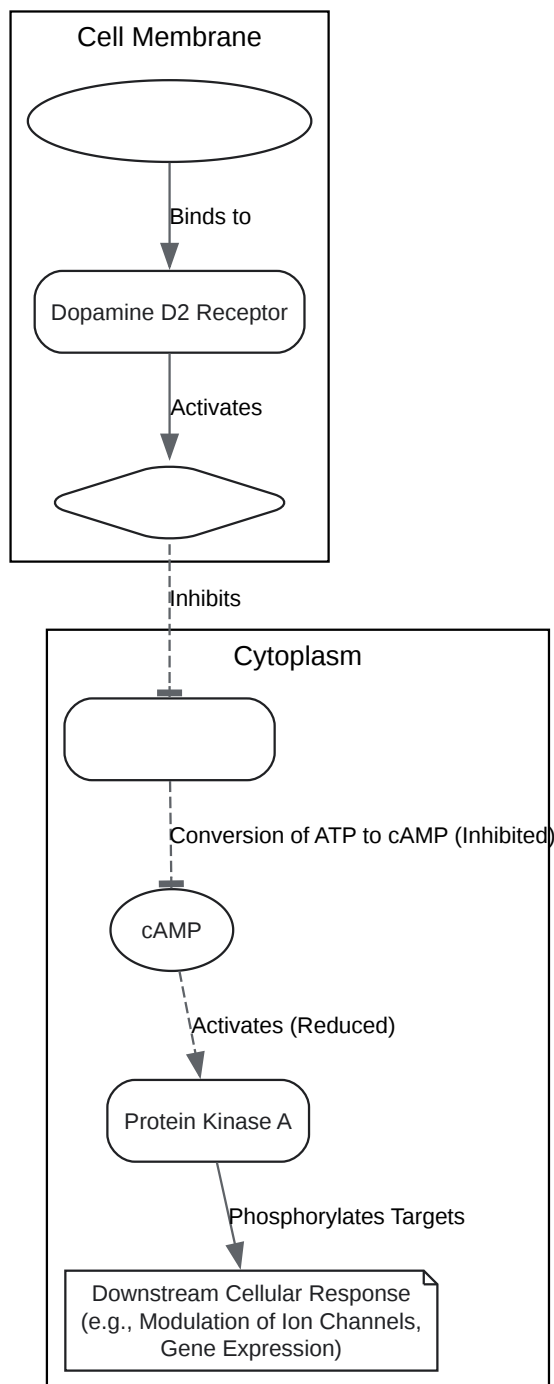 Cell Membrane
Binds to
Dopamine D2 Receptor
Activates
Inhibits
Cytoplasm
Conversion of ATP to cAMP (Inhibited)
cAMP
Activates (Reduced)
Protein Kinase A
Phosphorylates Targets
Downstream Cellular Response
(e.g., Modulation of Ion Channels,
Gene Expression)